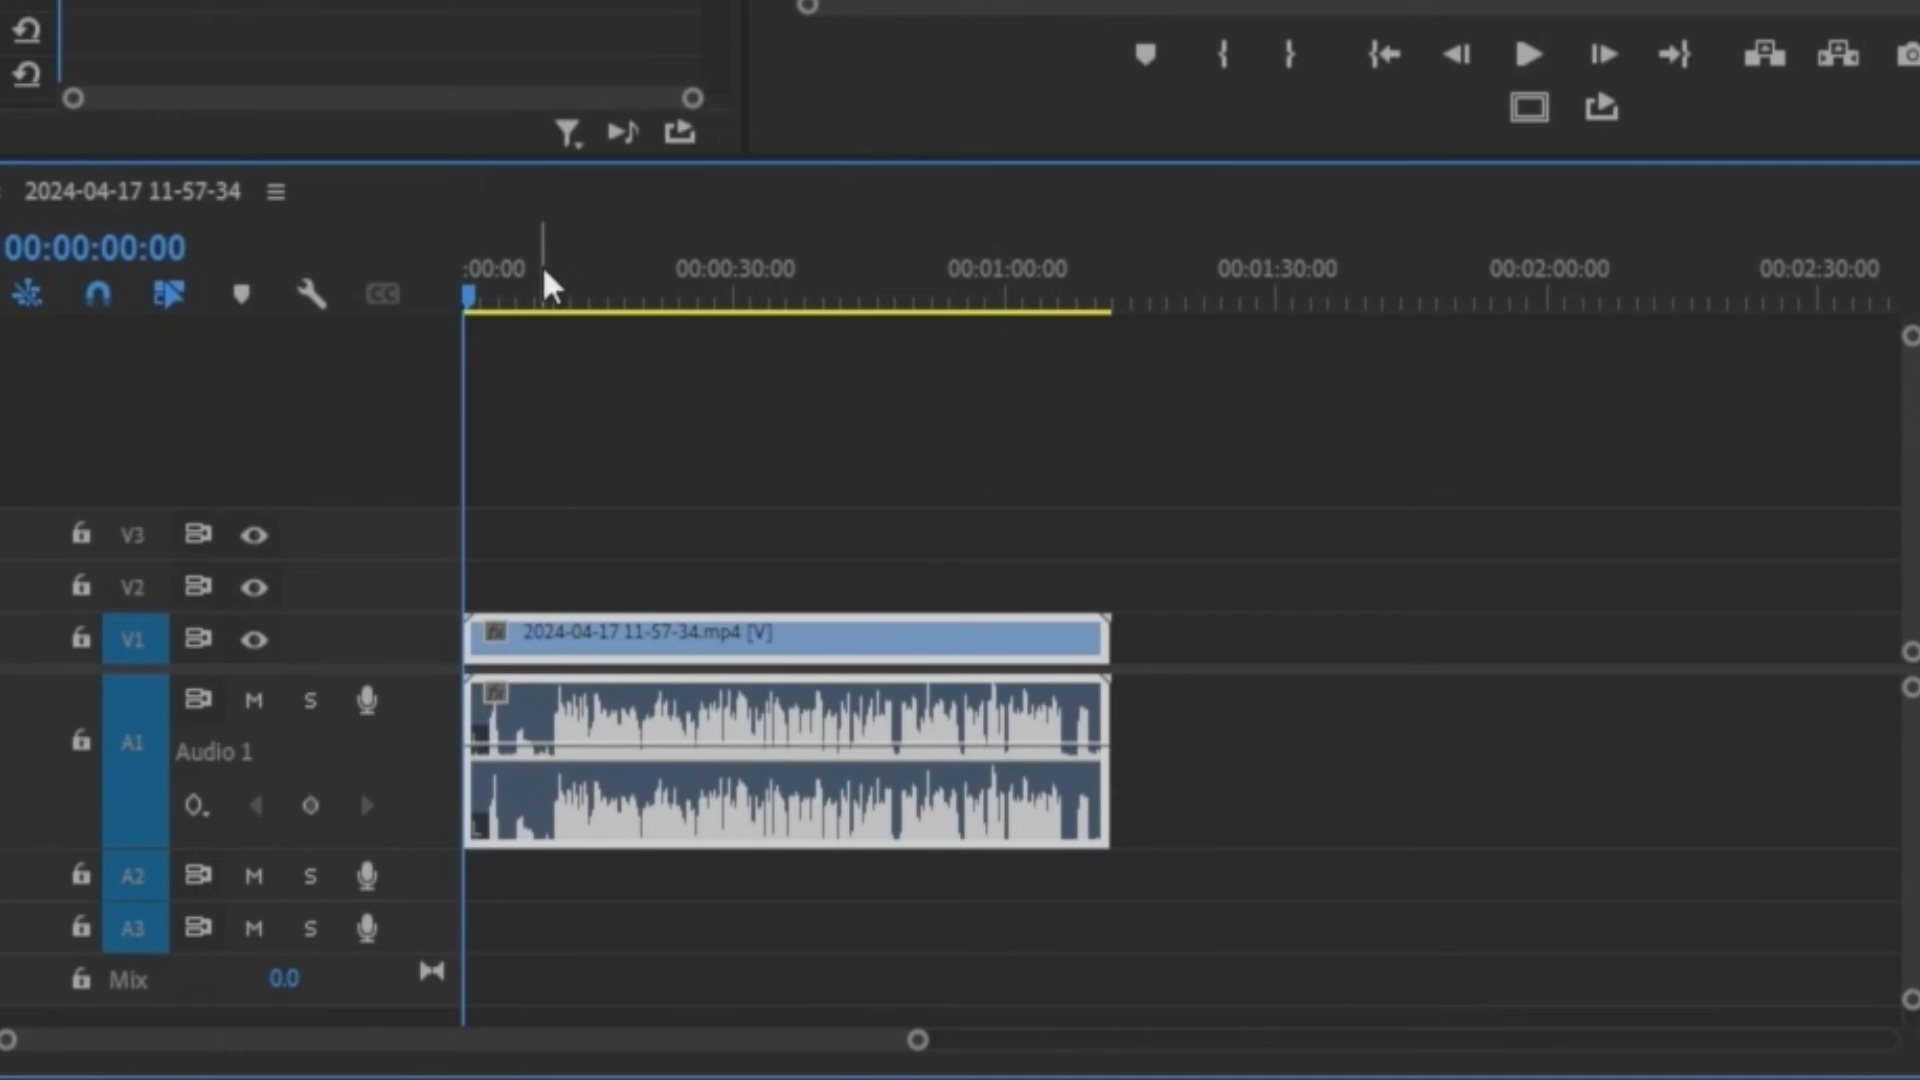 2024-04-17 11-57-34
00:00:00:00
:00:00 00:00:30:00 00:01:00:00 00:01:30:00 00:02:00:00 00:02:30:00
V3
V2
V1
fx 2024-04-17 11-57-34.mp4 [V]
M S
fx
A1
Audio 1
L
A2 M S
A3 M S
Mix 0.0